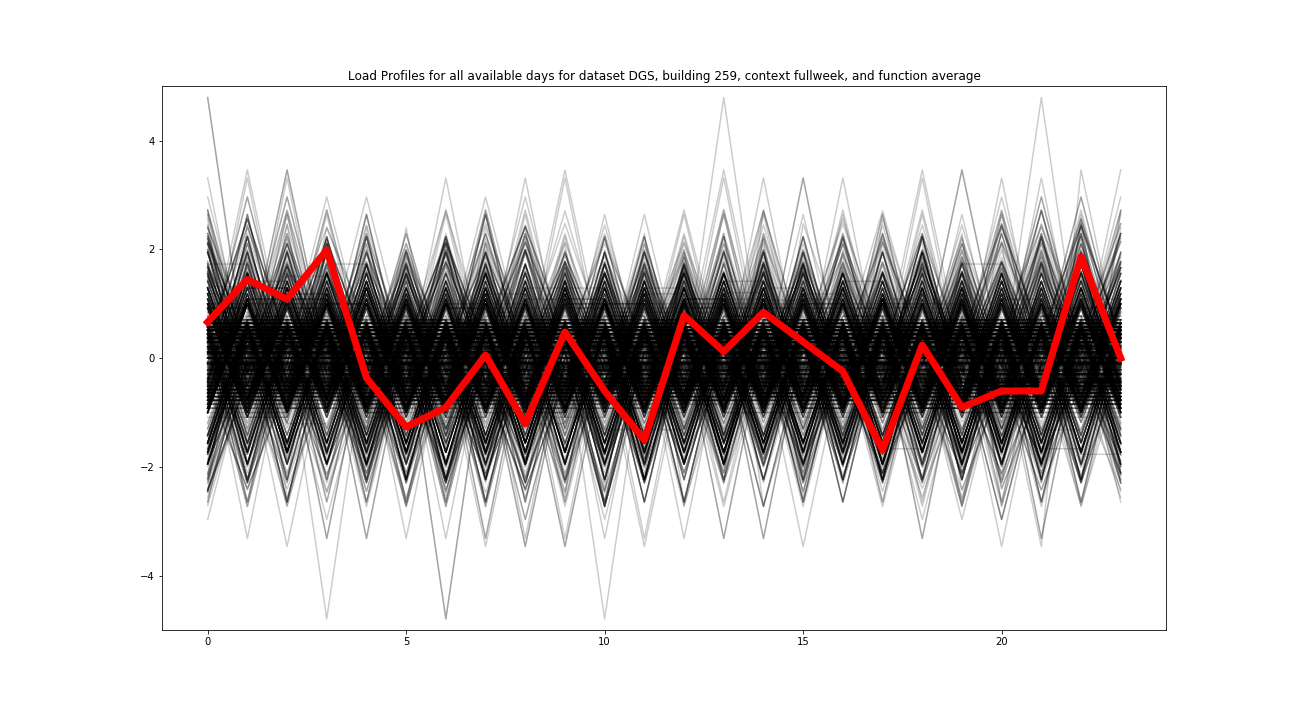 Load Profiles for all available days for dataset DGS, building 259, context fullweek, and function average
4
2
0
−2
−4
0 5 10 15 20